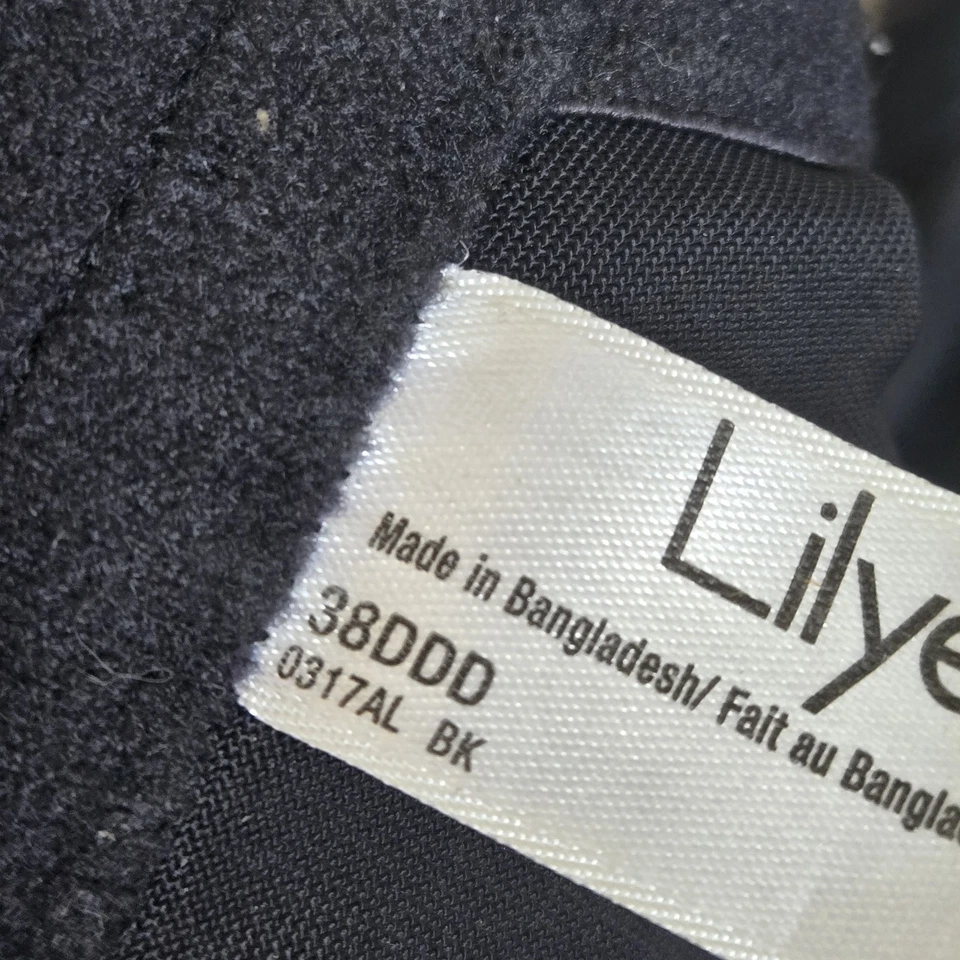 Lilye
Made in Bangladesh/ Fait au Bangla
38DDD
0317AL BK